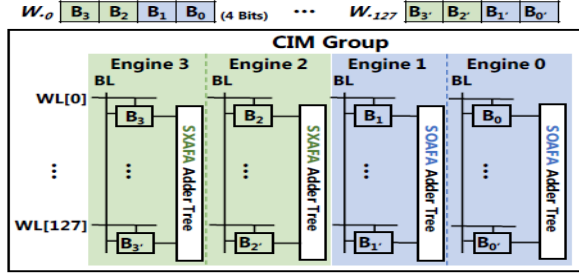 W.0 B3 B2 B1 B0 (4 Bits) ... W.127 B3' B2' B1' B0'
CIM Group
Engine 3 Engine 2 Engine 1 Engine 0
BL BL BL BL
WL[0] B3 B2 B1 B0
SXAFA Adder Tree SXAFA Adder Tree SOAFA Adder Tree SOAFA Adder Tree
... ... ... ... ...
WL[127] B3' B2' B1' B0'